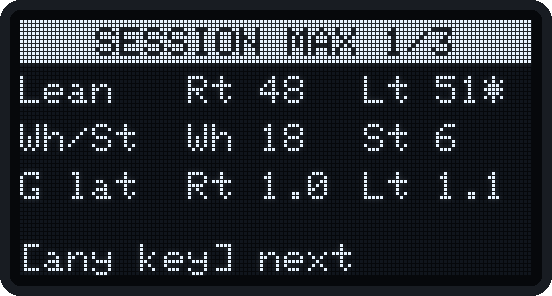 SESSION MAX 1/3
Lean Rt 48 Lt 51*
Wh/St Wh 18 St 6
G lat Rt 1.0 Lt 1.1
[any key] next